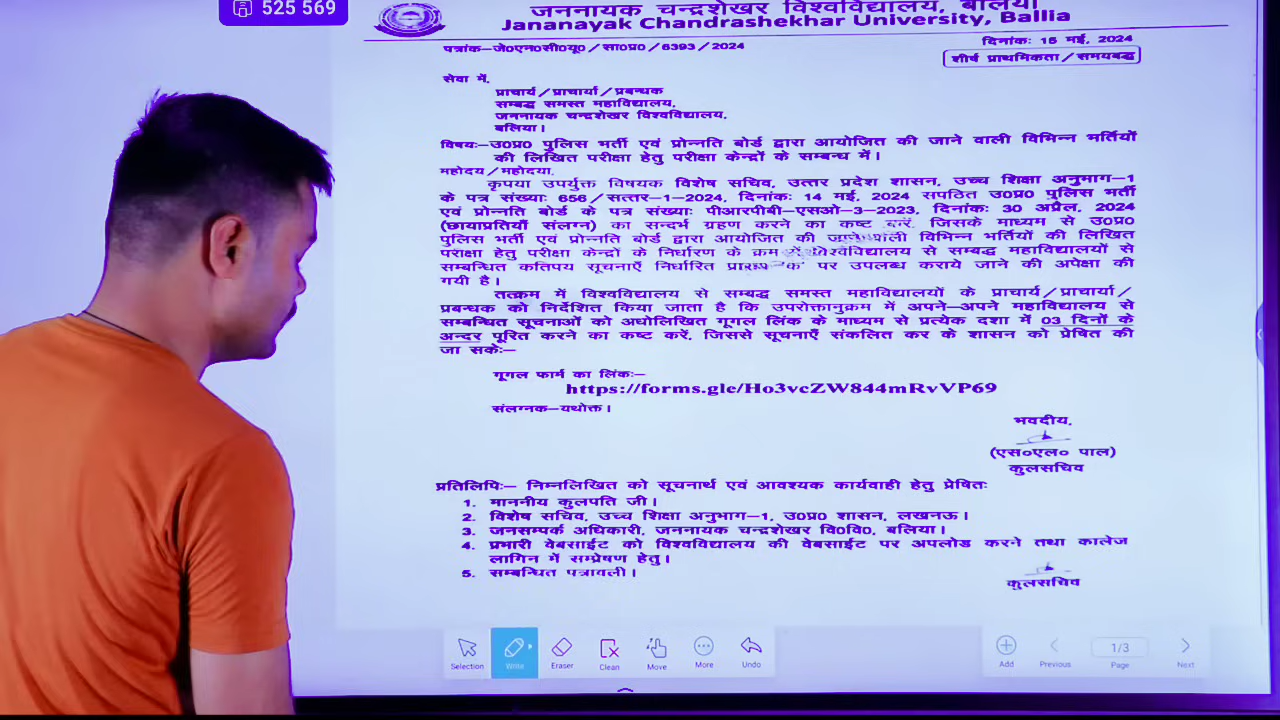 525 569
जननायक चन्द्रशेखर विश्वविद्यालय, बलिया
Jananayak Chandrashekhar University, Ballia
पत्रांक–जे०एन०सी०यू० / सा०प्र० / 6393 / 2024
दिनांकः 15 मई, 2024
शीर्ष प्राथमिकता / समयबद्ध
सेवा में,
प्राचार्य / प्राचार्या / प्रबन्धक
सम्बद्ध समस्त महाविद्यालय,
जननायक चन्द्रशेखर विश्वविद्यालय,
बलिया।
विषयः–उ०प्र० पुलिस भर्ती एवं प्रोन्नति बोर्ड द्वारा आयोजित की जाने वाली विभिन्न भर्तियों
की लिखित परीक्षा हेतु परीक्षा केन्द्रों के सम्बन्ध में।
महोदय / महोदया,
कृपया उपर्युक्त विषयक विशेष सचिव, उत्तर प्रदेश शासन, उच्च शिक्षा अनुभाग–1
के पत्र संख्याः 656 / सत्तर–1–2024, दिनांकः 14 मई, 2024 सपठित उ०प्र० पुलिस भर्ती
एवं प्रोन्नति बोर्ड के पत्र संख्याः पीआरपीबी–एसओ–3–2023, दिनांकः 30 अप्रैल, 2024
(छायाप्रतियाँ संलग्न) का सन्दर्भ ग्रहण करने का कष्ट करें, जिसके माध्यम से उ०प्र०
पुलिस भर्ती एवं प्रोन्नति बोर्ड द्वारा आयोजित की जाने वाली विभिन्न भर्तियों की लिखित
परीक्षा हेतु परीक्षा केन्द्रों के निर्धारण के क्रम में विश्वविद्यालय से सम्बद्ध महाविद्यालयों से
सम्बन्धित कतिपय सूचनाएँ निर्धारित पर उपलब्ध कराये जाने की अपेक्षा की
गयी है।
तत्क्रम में विश्वविद्यालय से सम्बद्ध समस्त महाविद्यालयों के प्राचार्य / प्राचार्या /
प्रबन्धक को निर्देशित किया जाता है कि उपरोक्तानुक्रम में अपने–अपने महाविद्यालय से
सम्बन्धित सूचनाओं को अधोलिखित गूगल लिंक के माध्यम से प्रत्येक दशा में 03 दिनों के
अन्दर पूरित करने का कष्ट करें, जिससे सूचनाएँ संकलित कर के शासन को प्रेषित की
जा सकेः–
गूगल फार्म का लिंकः–
https://forms.gle/Ho3vcZW844mRvVP69
संलग्नक–यथोक्त।
भवदीय,
(एस०एल० पाल)
कुलसचिव
प्रतिलिपिः– निम्नलिखित को सूचनार्थ एवं आवश्यक कार्यवाही हेतु प्रेषितः
1. माननीय कुलपति जी।
2. विशेष सचिव, उच्च शिक्षा अनुभाग–1, उ०प्र० शासन, लखनऊ।
3. जनसम्पर्क अधिकारी, जननायक चन्द्रशेखर वि०वि०, बलिया।
4. प्रभारी वेबसाईट को विश्वविद्यालय की वेबसाईट पर अपलोड करने तथा कालेज
लागिन में सम्प्रेषण हेतु।
5. सम्बन्धित पत्रावली।
कुलसचिव
Selection Write Eraser Clean Move More Undo
Add Previous 1/3 Page Next